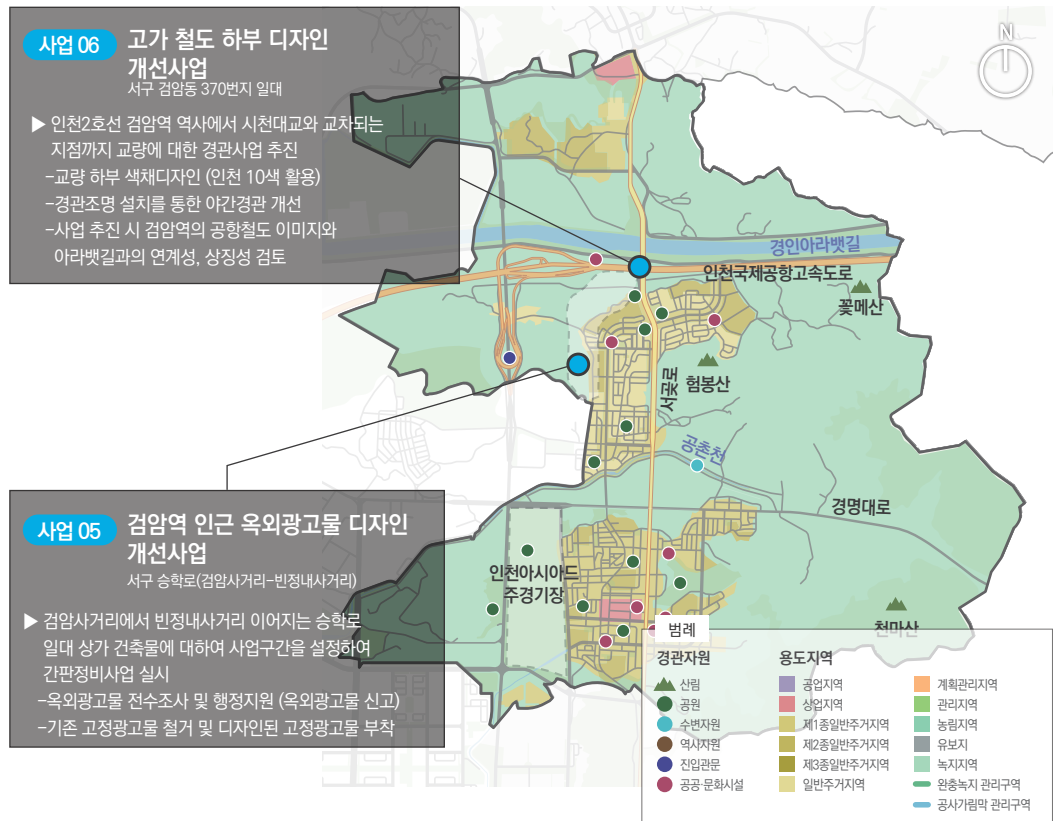 사업 06
고가 철도 하부 디자인
개선사업
서구 검암동 370번지 일대
▶ 인천2호선 검암역 역사에서 시천대교와 교차되는
지점까지 교량에 대한 경관사업 추진
-교량 하부 색채디자인 (인천 10색 활용)
-경관조명 설치를 통한 야간경관 개선
-사업 추진 시 검암역의 공항철도 이미지와
아라뱃길과의 연계성, 상징성 검토
N
경인아라뱃길
인천국제공항고속도로
꽃메산
험봉산
서곶로
공촌천
경명대로
인천아시아드
주경기장
천마산
사업 05
검암역 인근 옥외광고물 디자인
개선사업
서구 승학로(검암사거리-빈정내사거리)
▶ 검암사거리에서 빈정내사거리 이어지는 승학로
일대 상가 건축물에 대하여 사업구간을 설정하여
간판정비사업 실시
-옥외광고물 전수조사 및 행정지원 (옥외광고물 신고)
-기존 고정광고물 철거 및 디자인된 고정광고물 부착
범례
경관자원
산림
공원
수변자원
역사자원
진입관문
공공·문화시설
용도지역
공업지역
상업지역
제1종일반주거지역
제2종일반주거지역
제3종일반주거지역
일반주거지역
계획관리지역
관리지역
농림지역
유보지
녹지지역
완충녹지 관리구역
공사가림막 관리구역